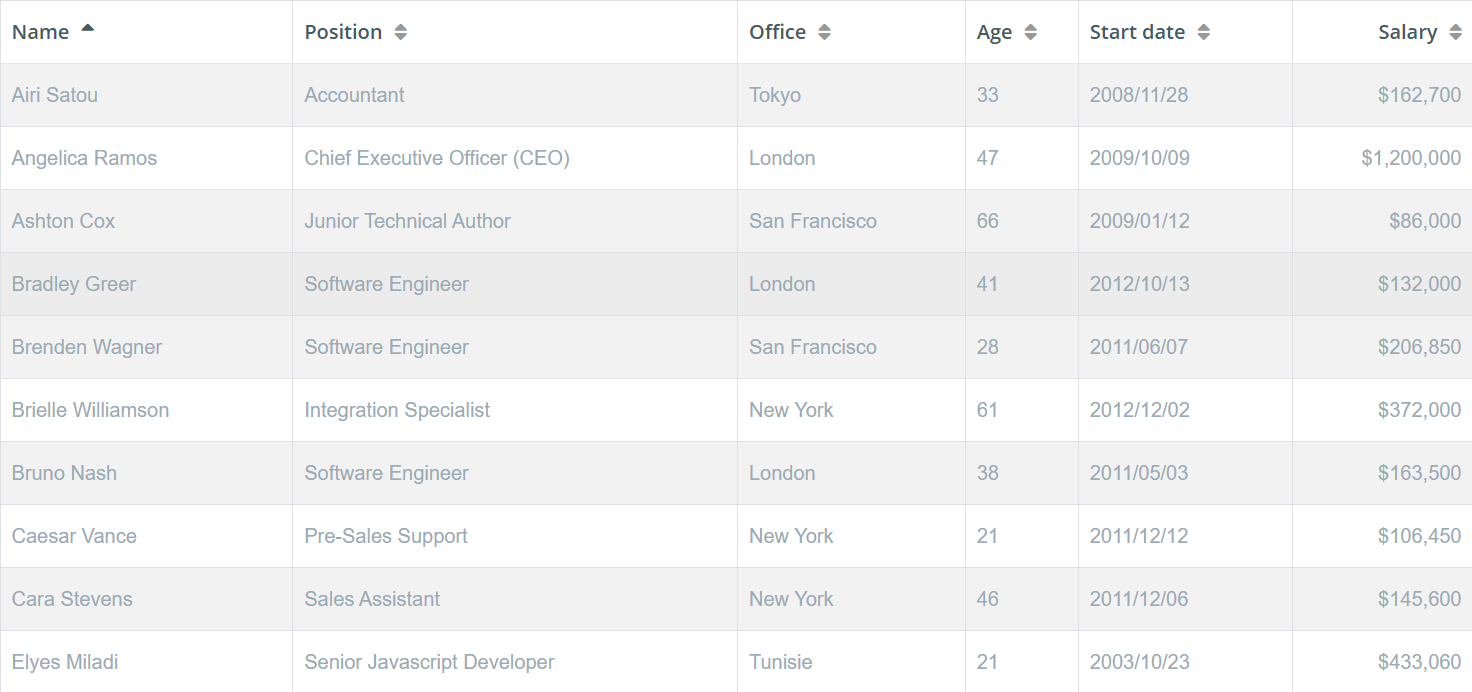 Name Position Office Age Start date Salary
Airi Satou Accountant Tokyo 33 2008/11/28 $162,700
Angelica Ramos Chief Executive Officer (CEO) London 47 2009/10/09 $1,200,000
Ashton Cox Junior Technical Author San Francisco 66 2009/01/12 $86,000
Bradley Greer Software Engineer London 41 2012/10/13 $132,000
Brenden Wagner Software Engineer San Francisco 28 2011/06/07 $206,850
Brielle Williamson Integration Specialist New York 61 2012/12/02 $372,000
Bruno Nash Software Engineer London 38 2011/05/03 $163,500
Caesar Vance Pre-Sales Support New York 21 2011/12/12 $106,450
Cara Stevens Sales Assistant New York 46 2011/12/06 $145,600
Elyes Miladi Senior Javascript Developer Tunisie 21 2003/10/23 $433,060